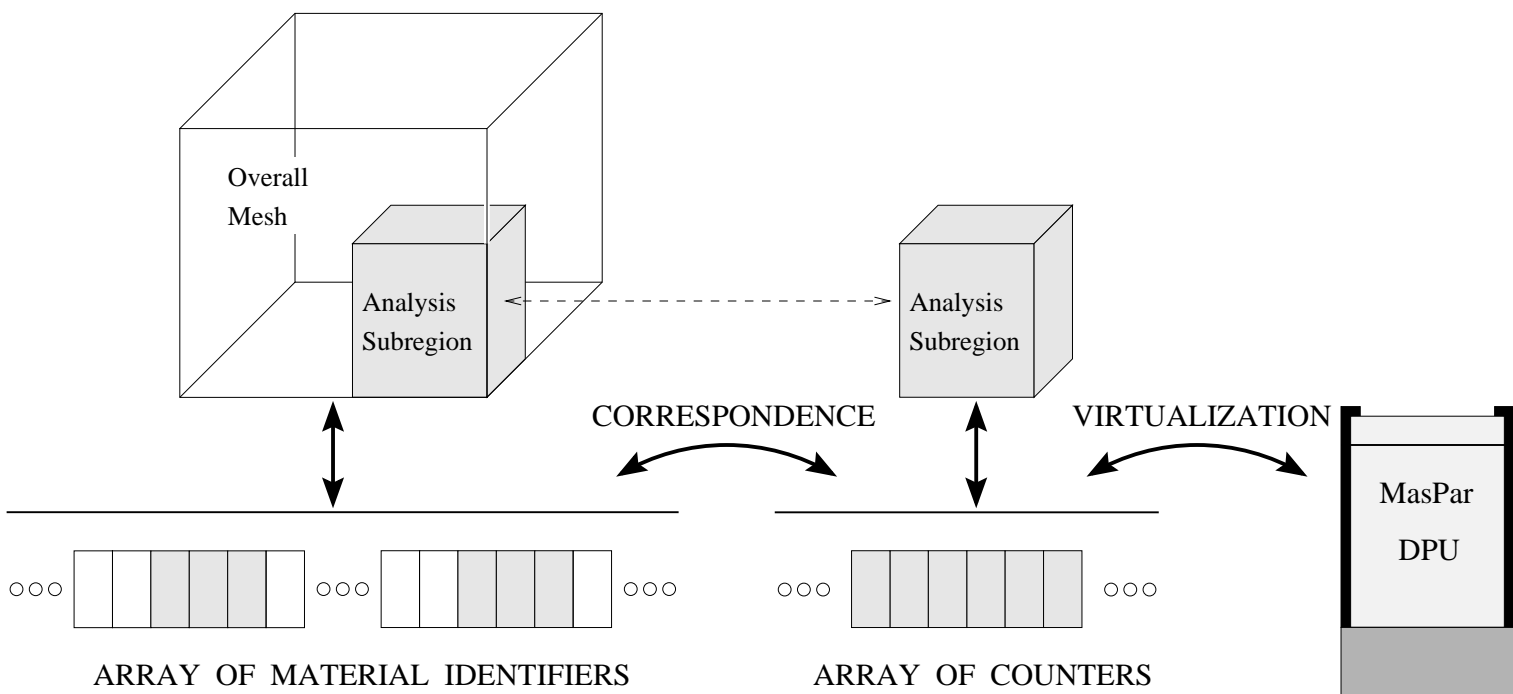 Overall
Mesh
Analysis
Subregion
Analysis
Subregion
CORRESPONDENCE
VIRTUALIZATION
MasPar
DPU
ARRAY OF MATERIAL IDENTIFIERS
ARRAY OF COUNTERS